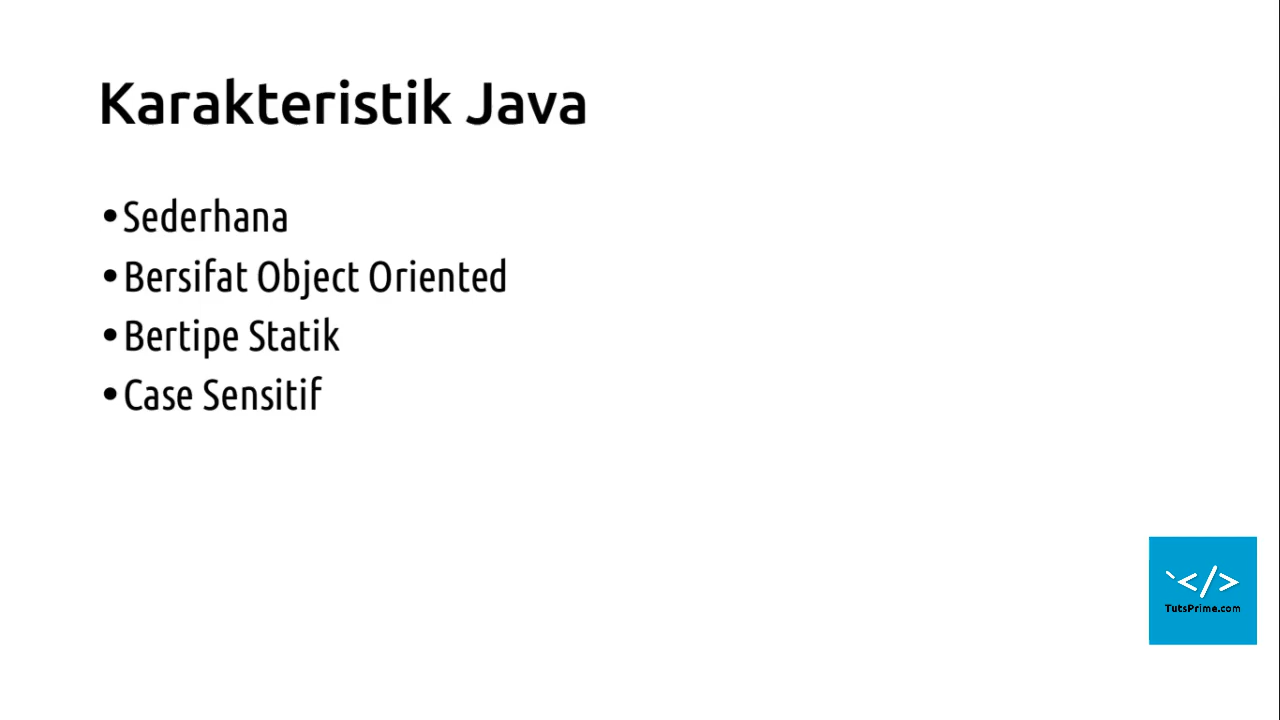 Karakteristik Java
•Sederhana
•Bersifat Object Oriented
•Bertipe Statik
•Case Sensitif
`</>
TutsPrime.com